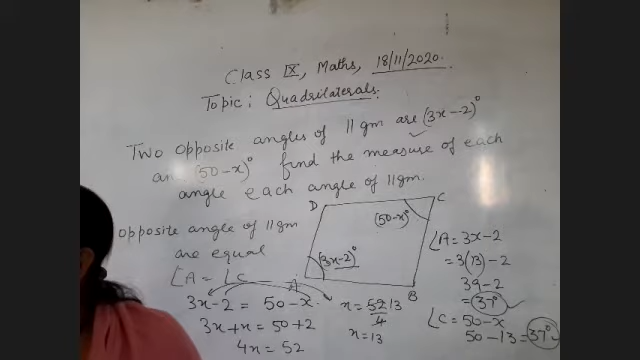 Class IX, Maths, 18/11/2020.
Topic: Quadrilaterals.
Two opposite angles of 11gm are (3x-2)°
and (50-x)° find the measure of each
angle each angle of 11gm.
opposite angle of 11gm
are equal
∠A = ∠C
3x-2 = 50-x.
3x+x = 50+2
4x = 52
x = 52/4 13
x = 13
D
C
(50-x)°
(3x-2)°
A
B
∠A = 3x-2
= 3(13) - 2
39-2
= 37°
∠C = 50-x
50-13 = 37°